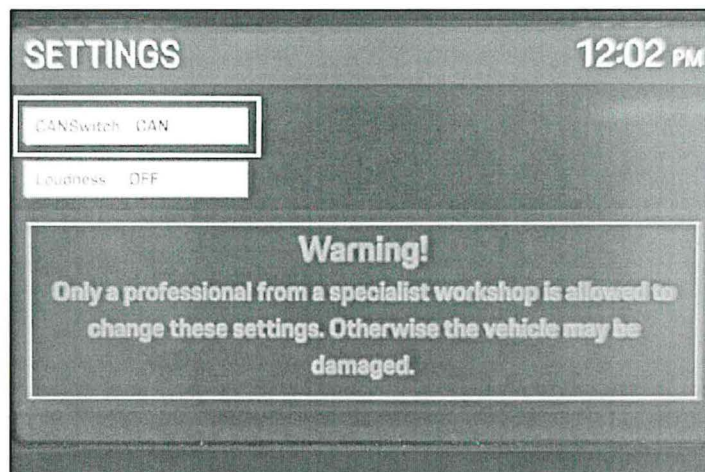 SETTINGS 12:02 PM
CANSwitch CAN
Loudness OFF
Warning!
Only a professional from a specialist workshop is allowed to
change these settings. Otherwise the vehicle may be
damaged.